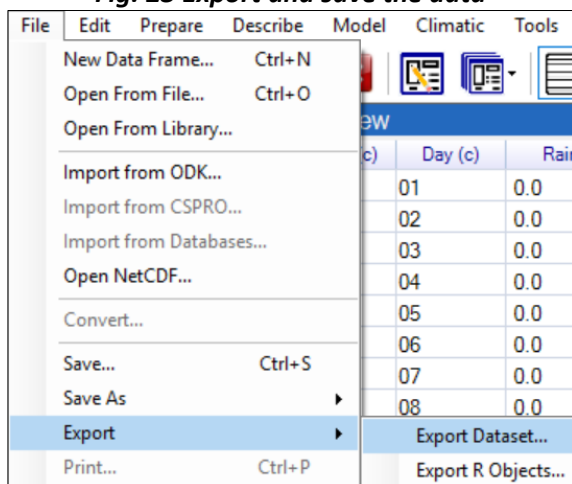 Fig. 23 Export and save the data
File Edit Prepare Describe Model Climatic Tools
New Data Frame... Ctrl+N
Open From File... Ctrl+O
Open From Library...
Import from ODK...
Import from CSPRO...
Import from Databases...
Open NetCDF...
Convert...
Save... Ctrl+S
Save As
Export
Print... Ctrl+P
Export Dataset...
Export R Objects...
ew
c) Day (c) Rain
01 0.0
02 0.0
03 0.0
04 0.0
05 0.0
06 0.0
07 0.0
08 0.0